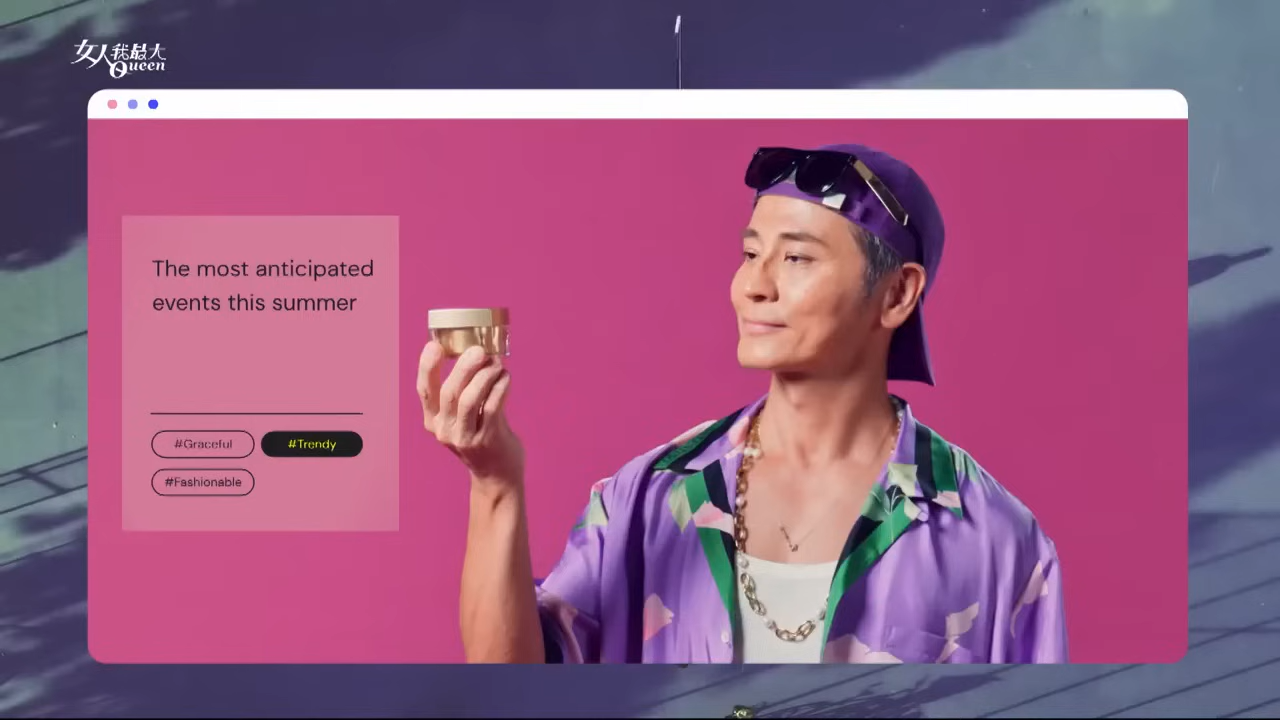 女人我最大
Queen
The most anticipated
events this summer
#Graceful
#Trendy
#Fashionable